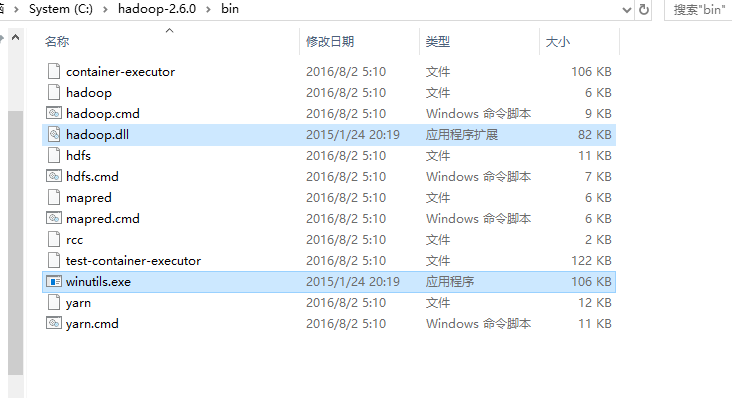 System (C:) > hadoop-2.6.0 > bin
搜索"bin"
名称 修改日期 类型 大小
container-executor 2016/8/2 5:10 文件 106 KB
hadoop 2016/8/2 5:10 文件 6 KB
hadoop.cmd 2016/8/2 5:10 Windows 命令脚本 9 KB
hadoop.dll 2015/1/24 20:19 应用程序扩展 82 KB
hdfs 2016/8/2 5:10 文件 11 KB
hdfs.cmd 2016/8/2 5:10 Windows 命令脚本 7 KB
mapred 2016/8/2 5:10 文件 6 KB
mapred.cmd 2016/8/2 5:10 Windows 命令脚本 6 KB
rcc 2016/8/2 5:10 文件 2 KB
test-container-executor 2016/8/2 5:10 文件 122 KB
winutils.exe 2015/1/24 20:19 应用程序 106 KB
yarn 2016/8/2 5:10 文件 12 KB
yarn.cmd 2016/8/2 5:10 Windows 命令脚本 11 KB